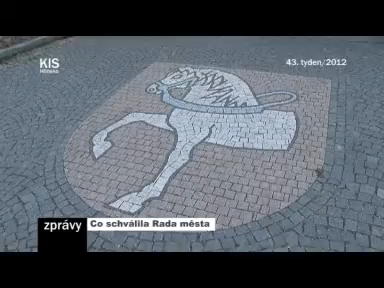 KIS
Hlinsko
43. tyden/2012
Co schválila Rada města
zprávy